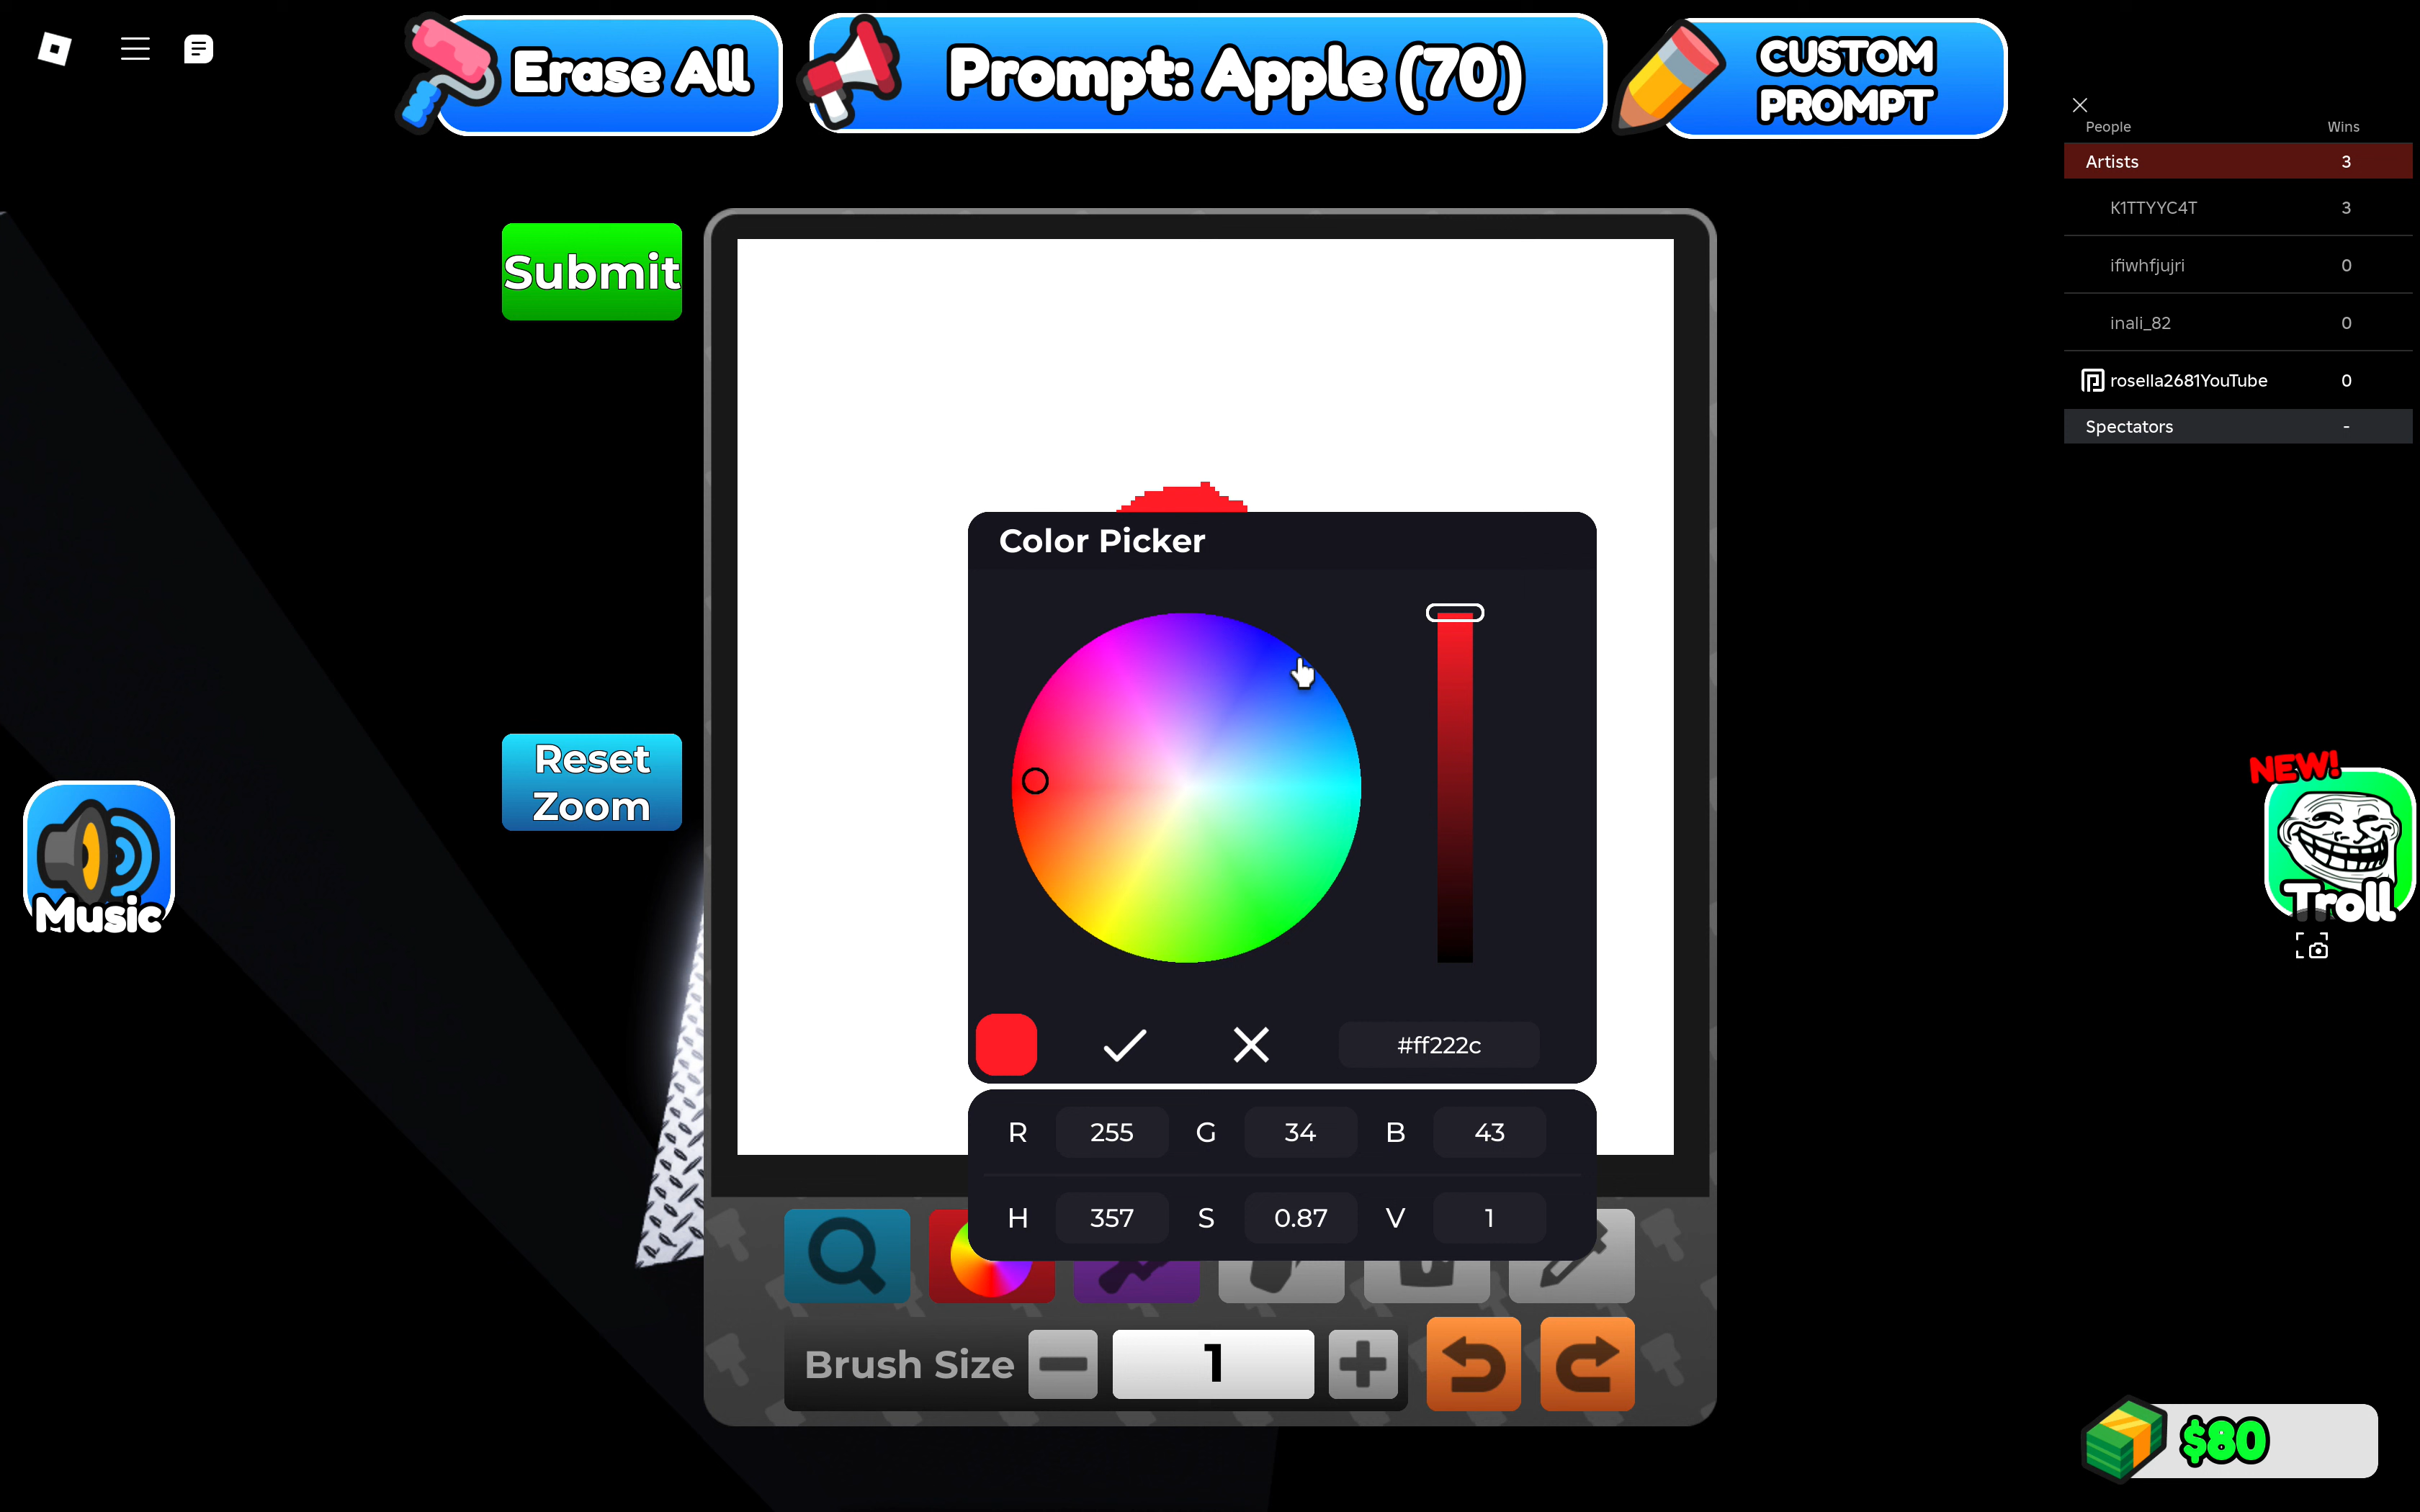 Erase All
Prompt: Apple (70)
CUSTOM
PROMPT
People Wins
Artists 3
K1TTYYC4T 3
ifiwhfjujri 0
inali_82 0
rosella2681YouTube 0
Spectators -
Submit
Color Picker
Reset
Zoom
NEW!
Music
Troll
#ff222c
R 255 G 34 B 43
H 357 S 0.87 V 1
Brush Size 1
$80